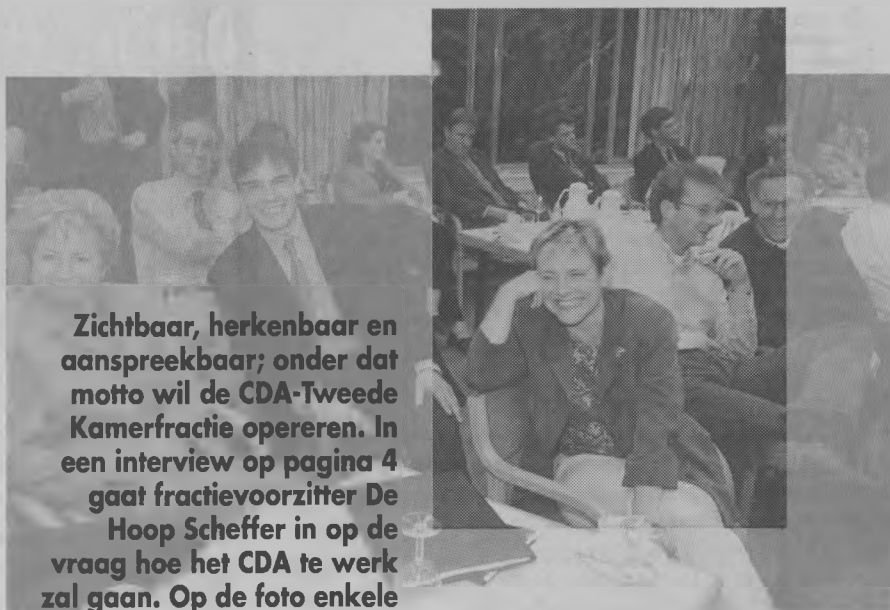 Zichtbaar, herkenbaar en
aanspreekbaar; onder dat
motto wil de CDA-Tweede
Kamerfractie opereren. In
een interview op pagina 4
gaat fractievoorzitter De
Hoop Scheffer in op de
vraag hoe het CDA te werk
zal gaan. Op de foto enkele